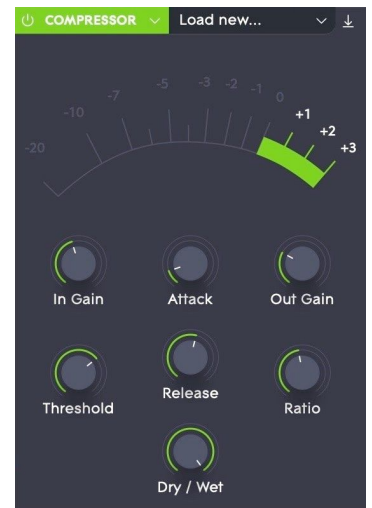 COMPRESSOR
Load new...
-20
-10
-7
-5
-3
-2
-1
0
+1
+2
+3
In Gain
Attack
Out Gain
Threshold
Release
Ratio
Dry / Wet